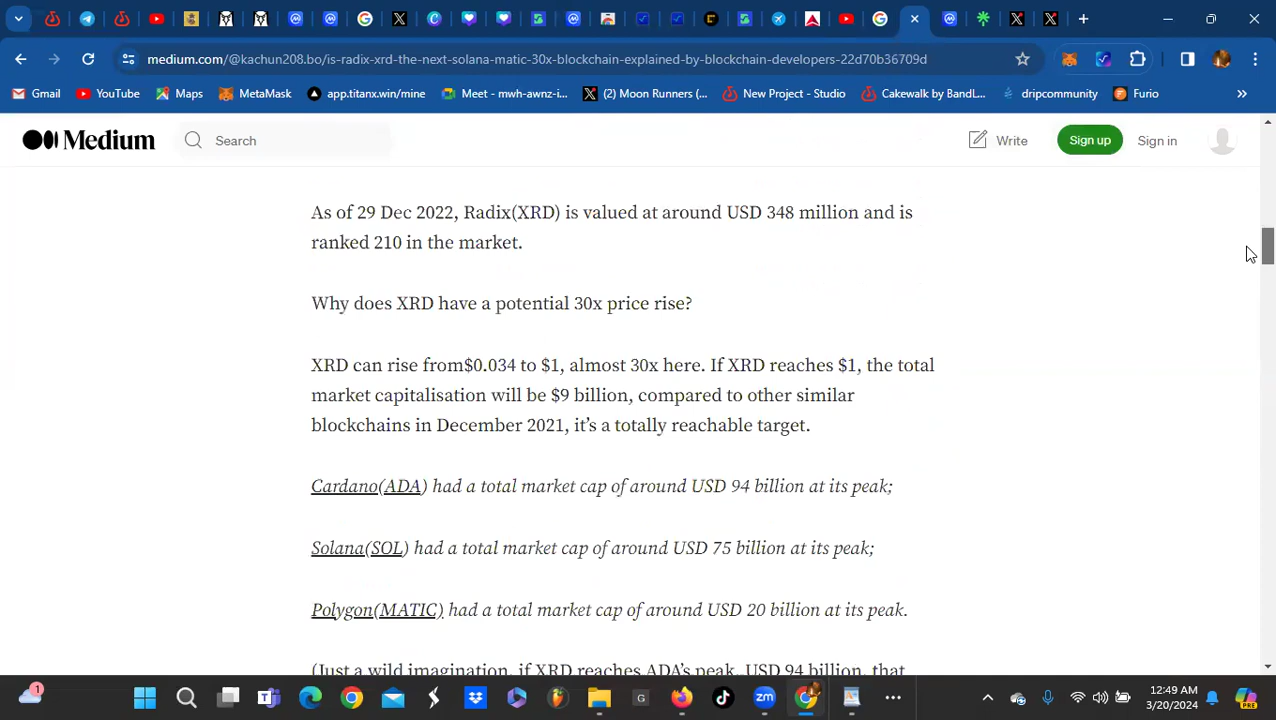 medium.com/@kachun208.bo/is-radix-xrd-the-next-solana-matic-30x-blockchain-explained-by-blockchain-developers-22d70b36709d
Gmail YouTube Maps MetaMask app.titanx.win/mine Meet - mwh-awnz-i... (2) Moon Runners (... New Project - Studio Cakewalk by BandL... dripcommunity Furio
Medium Search Write Sign up Sign in
As of 29 Dec 2022, Radix(XRD) is valued at around USD 348 million and is
ranked 210 in the market.
Why does XRD have a potential 30x price rise?
XRD can rise from$0.034 to $1, almost 30x here. If XRD reaches $1, the total
market capitalisation will be $9 billion, compared to other similar
blockchains in December 2021, it’s a totally reachable target.
Cardano(ADA) had a total market cap of around USD 94 billion at its peak;
Solana(SOL) had a total market cap of around USD 75 billion at its peak;
Polygon(MATIC) had a total market cap of around USD 20 billion at its peak.
(Just a wild imagination, if XRD reaches ADA’s peak, USD 94 billion, that
1 12:49 AM
3/20/2024 PRE